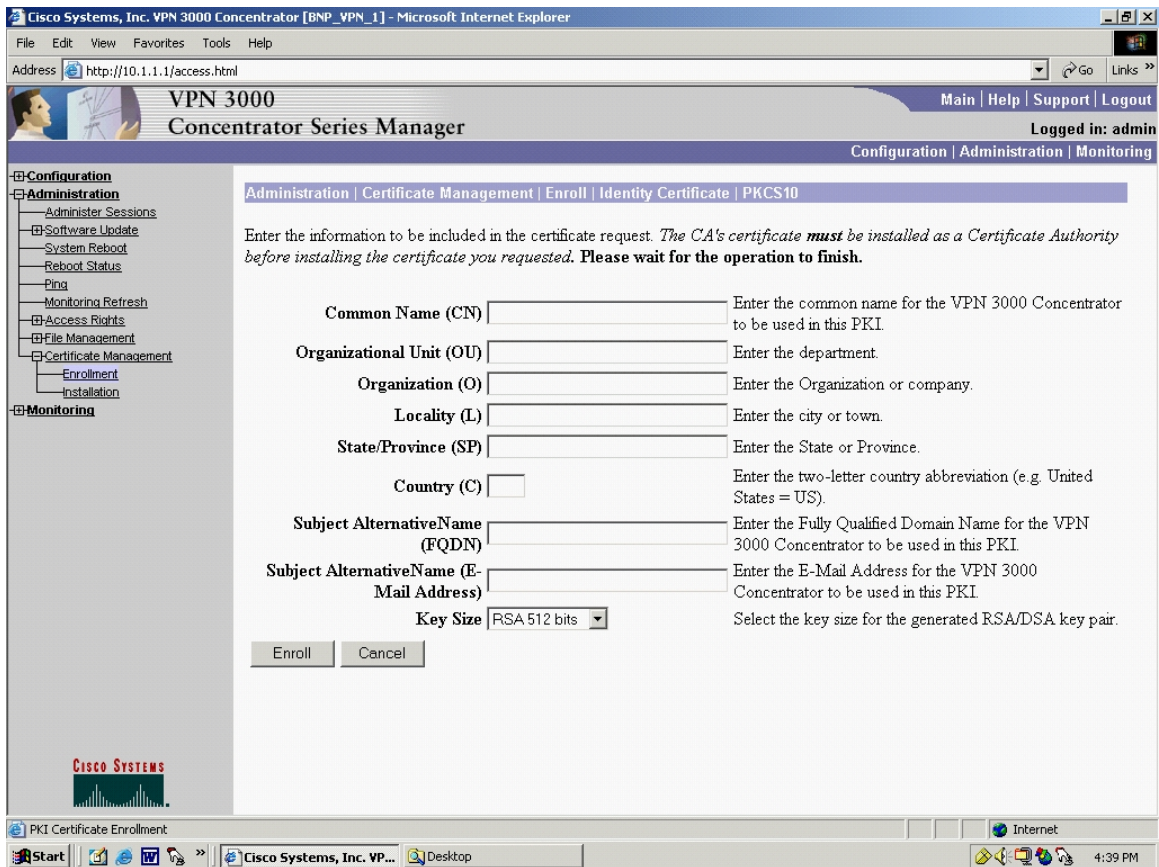 Cisco Systems, Inc. VPN 3000 Concentrator [BNP_VPN_1] - Microsoft Internet Explorer
File Edit View Favorites Tools Help
Address http://10.1.1.1/access.html Go Links »
VPN 3000
Concentrator Series Manager
Main | Help | Support | Logout
Logged in: admin
Configuration | Administration | Monitoring
Configuration
Administration
Administer Sessions
Software Update
System Reboot
Reboot Status
Ping
Monitoring Refresh
Access Rights
File Management
Certificate Management
Enrollment
Installation
Monitoring
CISCO SYSTEMS
Administration | Certificate Management | Enroll | Identity Certificate | PKCS10
Enter the information to be included in the certificate request. The CA's certificate must be installed as a Certificate Authority
before installing the certificate you requested. Please wait for the operation to finish.
Common Name (CN) Enter the common name for the VPN 3000 Concentrator
to be used in this PKI.
Organizational Unit (OU) Enter the department.
Organization (O) Enter the Organization or company.
Locality (L) Enter the city or town.
State/Province (SP) Enter the State or Province.
Country (C) Enter the two-letter country abbreviation (e.g. United
States = US).
Subject AlternativeName
(FQDN) Enter the Fully Qualified Domain Name for the VPN
3000 Concentrator to be used in this PKI.
Subject AlternativeName (E-
Mail Address) Enter the E-Mail Address for the VPN 3000
Concentrator to be used in this PKI.
Key Size RSA 512 bits Select the key size for the generated RSA/DSA key pair.
Enroll Cancel
PKI Certificate Enrollment Internet
Start » Cisco Systems, Inc. VP... Desktop 4:39 PM